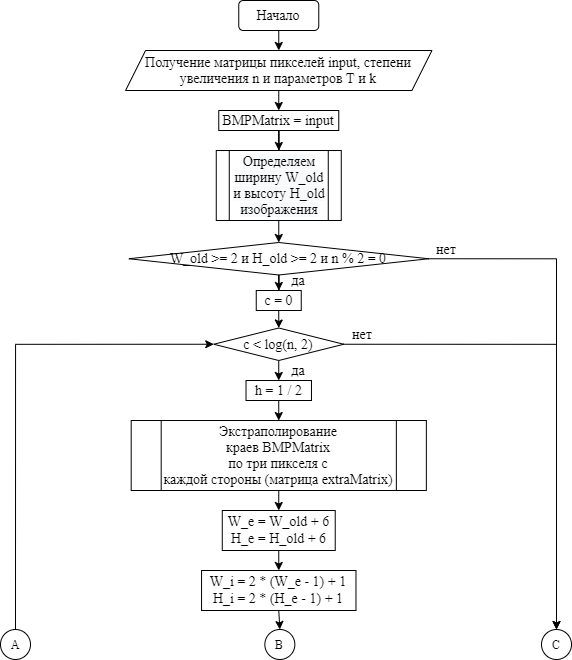 Начало
Получение матрицы пикселей input, степени
увеличения n и параметров T и k
BMPMatrix = input
Определяем
ширину W_old
и высоту H_old
изображения
W_old >= 2 и H_old >= 2 и n % 2 = 0
нет
да
c = 0
c < log(n, 2)
нет
да
h = 1 / 2
Экстраполирование
краев BMPMatrix
по три пикселя с
каждой стороны (матрица extraMatrix)
W_e = W_old + 6
H_e = H_old + 6
W_i = 2 * (W_e - 1) + 1
H_i = 2 * (H_e - 1) + 1
A
B
C